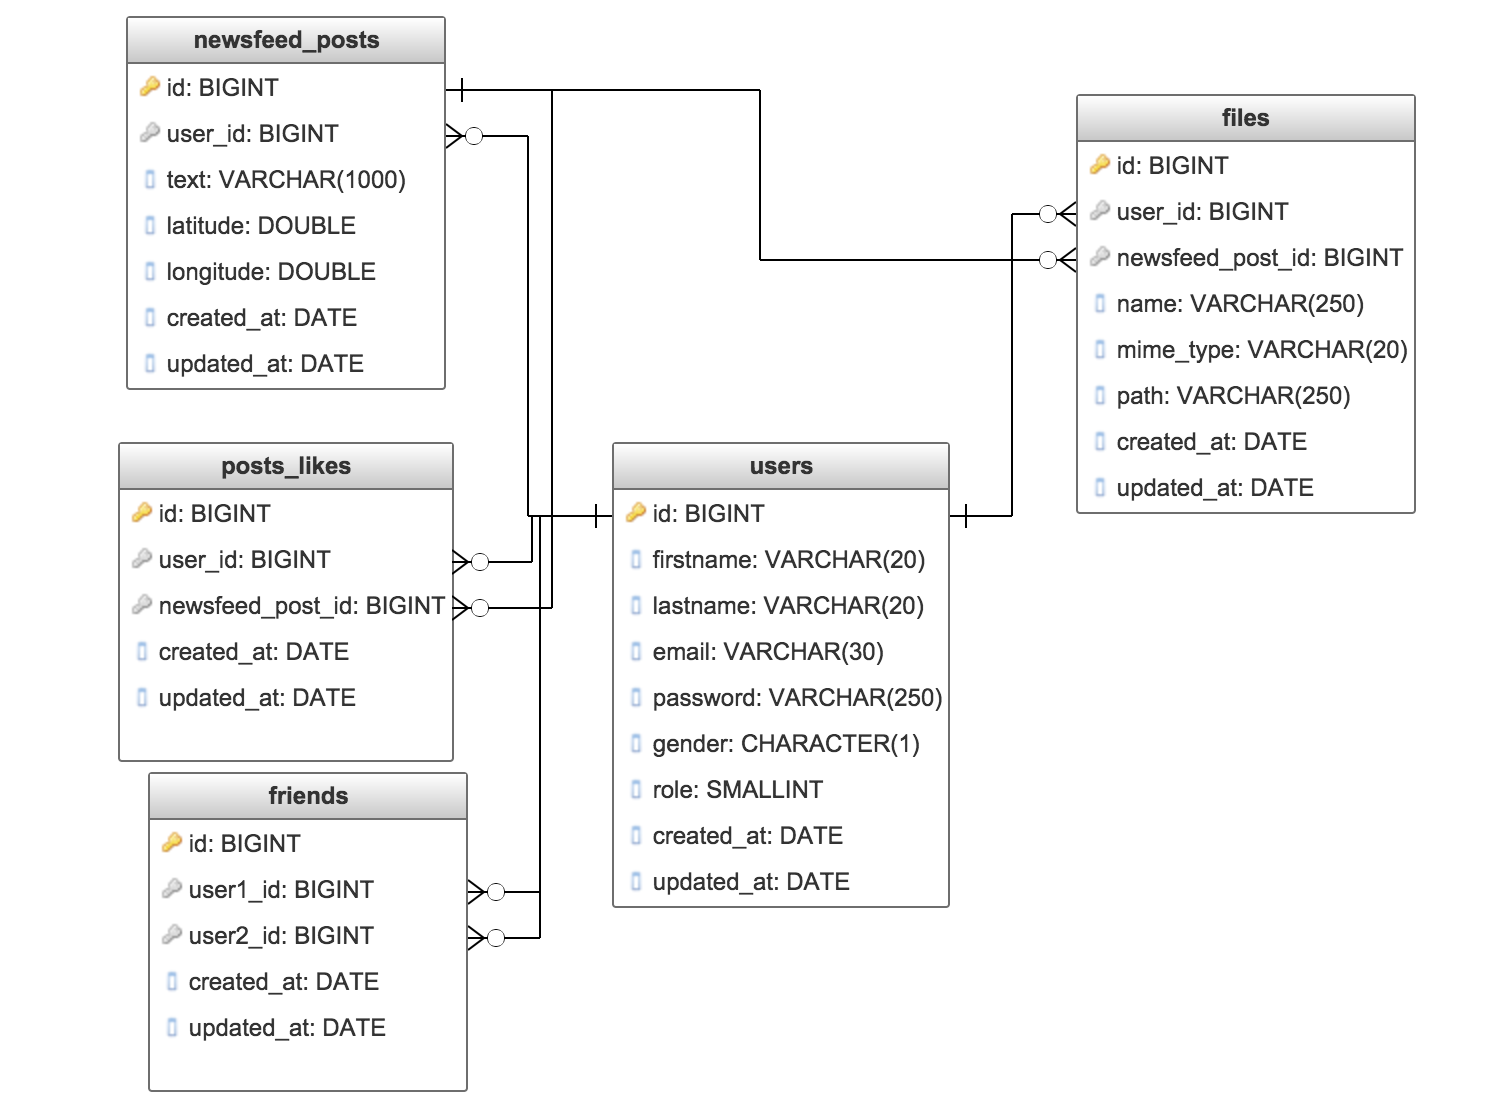 newsfeed_posts
id: BIGINT
user_id: BIGINT
text: VARCHAR(1000)
latitude: DOUBLE
longitude: DOUBLE
created_at: DATE
updated_at: DATE
files
id: BIGINT
user_id: BIGINT
newsfeed_post_id: BIGINT
name: VARCHAR(250)
mime_type: VARCHAR(20)
path: VARCHAR(250)
created_at: DATE
updated_at: DATE
posts_likes
id: BIGINT
user_id: BIGINT
newsfeed_post_id: BIGINT
created_at: DATE
updated_at: DATE
users
id: BIGINT
firstname: VARCHAR(20)
lastname: VARCHAR(20)
email: VARCHAR(30)
password: VARCHAR(250)
gender: CHARACTER(1)
role: SMALLINT
created_at: DATE
updated_at: DATE
friends
id: BIGINT
user1_id: BIGINT
user2_id: BIGINT
created_at: DATE
updated_at: DATE